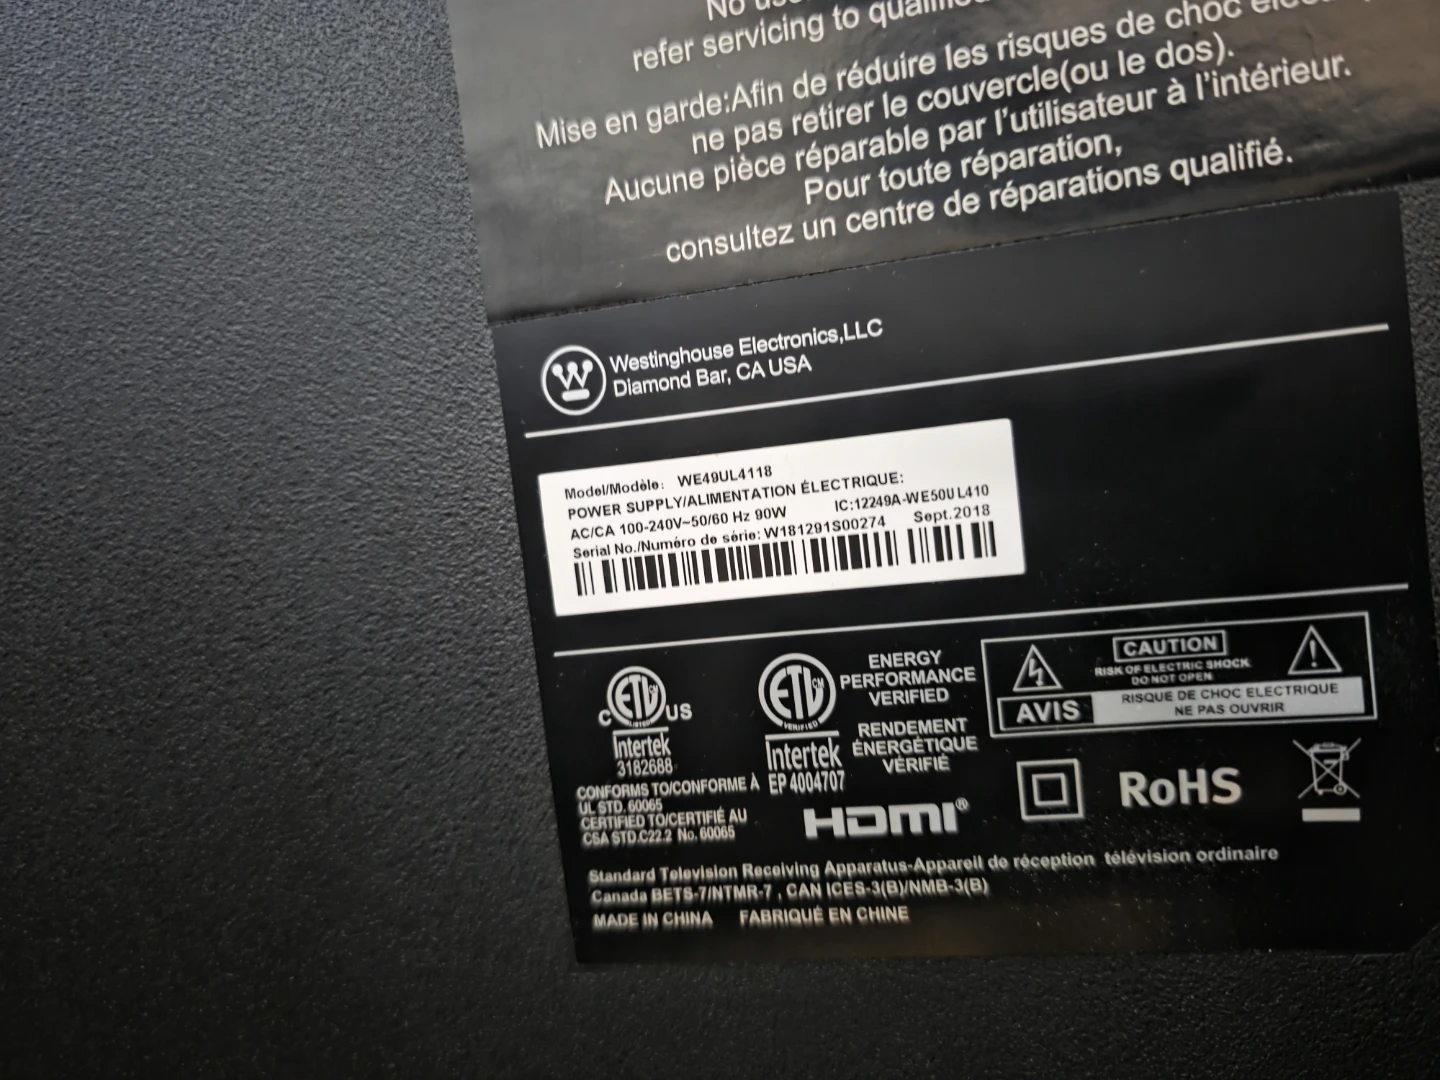 No
refer servicing to
Mise en garde:Afin de réduire les risques de choc
ne pas retirer le couvercle(ou le dos).
Aucune pièce réparable par l'utilisateur à l'intérieur.
Pour toute réparation,
consultez un centre de réparations qualifié.
W
Westinghouse Electronics,LLC
Diamond Bar, CA USA
Model/Modèle: WE49UL4118
POWER SUPPLY/ALIMENTATION ÉLECTRIQUE:
AC/CA 100-240V~50/60 Hz 90W IC:12249A-WE50UL410
Serial No./Numéro de série: W181291S00274 Sept.2018
C ETL CM LISTED US
Intertek
3182688
CONFORMS TO/CONFORME À
UL STD. 60065
CERTIFIED TO/CERTIFIÉ AU
CSA STD.C22.2 No. 60065
ETL CM VERIFIED
Intertek
EP 4004707
ENERGY
PERFORMANCE
VERIFIED
RENDEMENT
ÉNERGÉTIQUE
VÉRIFIÉ
HDMI®
CAUTION
RISK OF ELECTRIC SHOCK
DO NOT OPEN
AVIS
RISQUE DE CHOC ELECTRIQUE
NE PAS OUVRIR
RoHS
Standard Television Receiving Apparatus-Appareil de réception télévision ordinaire
Canada BETS-7/NTMR-7 , CAN ICES-3(B)/NMB-3(B)
MADE IN CHINA FABRIQUÉ EN CHINE